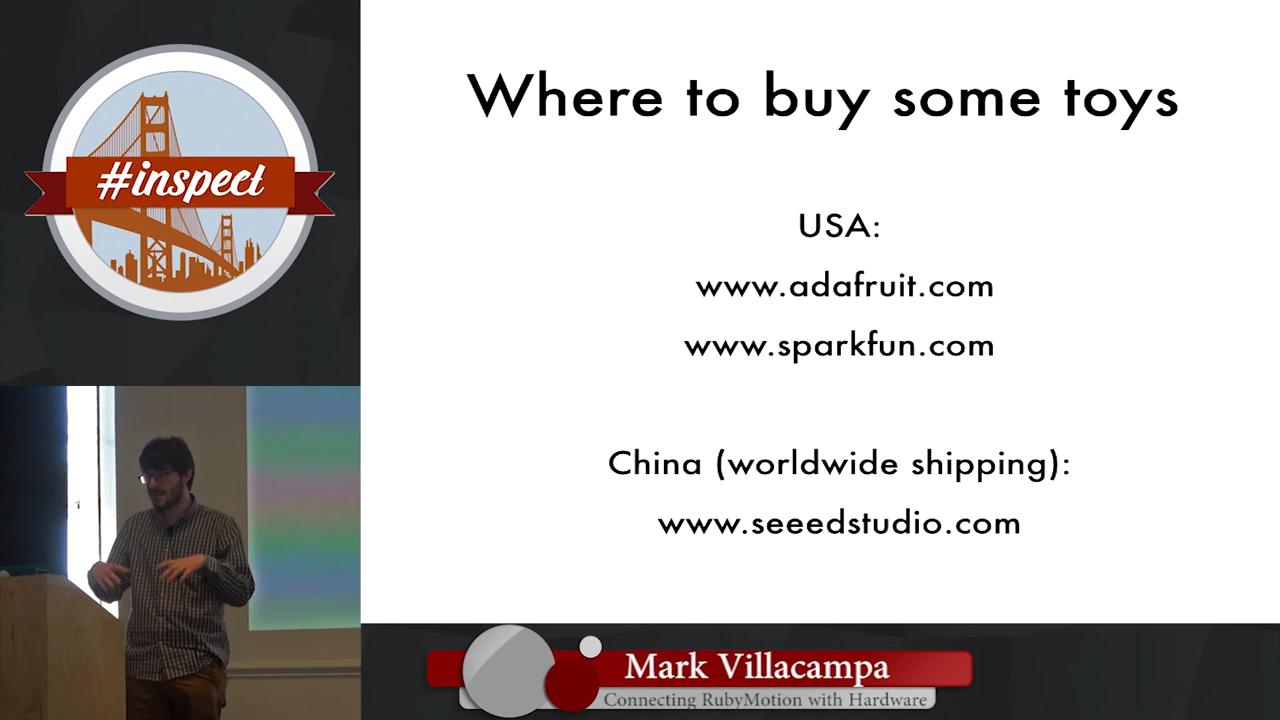 #inspect
Where to buy some toys
USA:
www.adafruit.com
www.sparkfun.com
China (worldwide shipping):
www.seeedstudio.com
Mark Villacampa
Connecting RubyMotion with Hardware